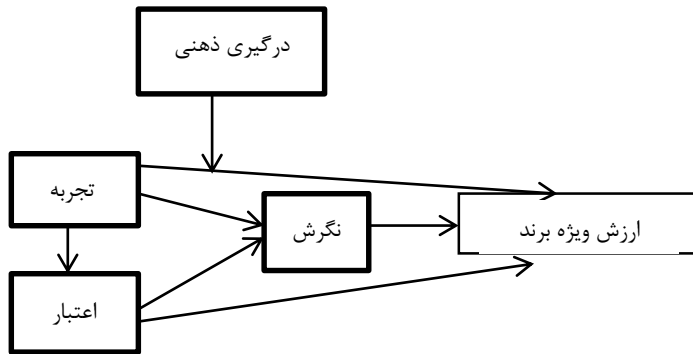 درگیری ذهنی
تجربه
نگرش
ارزش ویژه برند
اعتبار